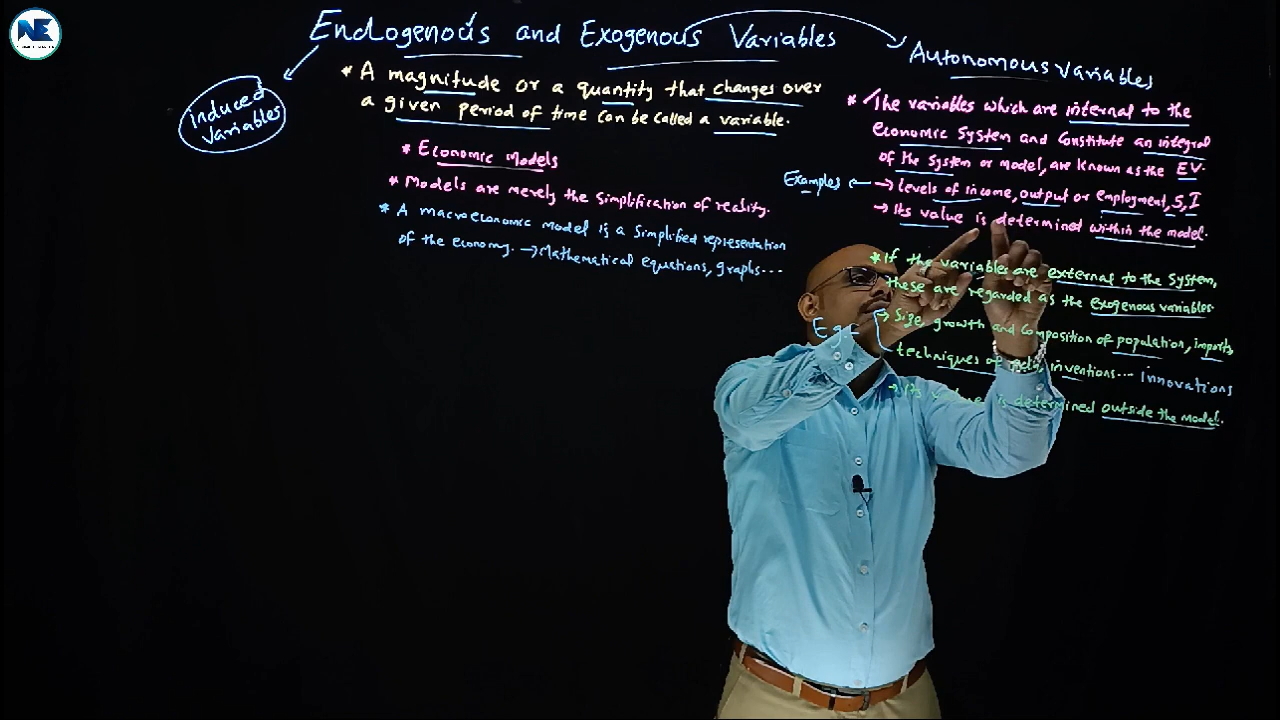 NE
Endogenous and Exogenous Variables
Autonomous Variables
induced
variables
* A magnitude or a quantity that changes over
a given period of time can be called a variable.
* Economic Models
* Models are merely the Simplification of reality.
* A macroeconomic model is a Simplified representation
of the economy. → Mathematical equations, graphs...
* The variables which are internal to the
economic System and constitute an integral
of the System or model, are known as the EV.
Examples ← → levels of income, output or employment, S, I
→ Its value is determined within the model.
* If the variables are external to the System,
these are regarded as the exogenous variables.
Eg:
→ Size, growth and composition of population, imports
techniques of inventions... innovations
→ Its value is determined outside the model.